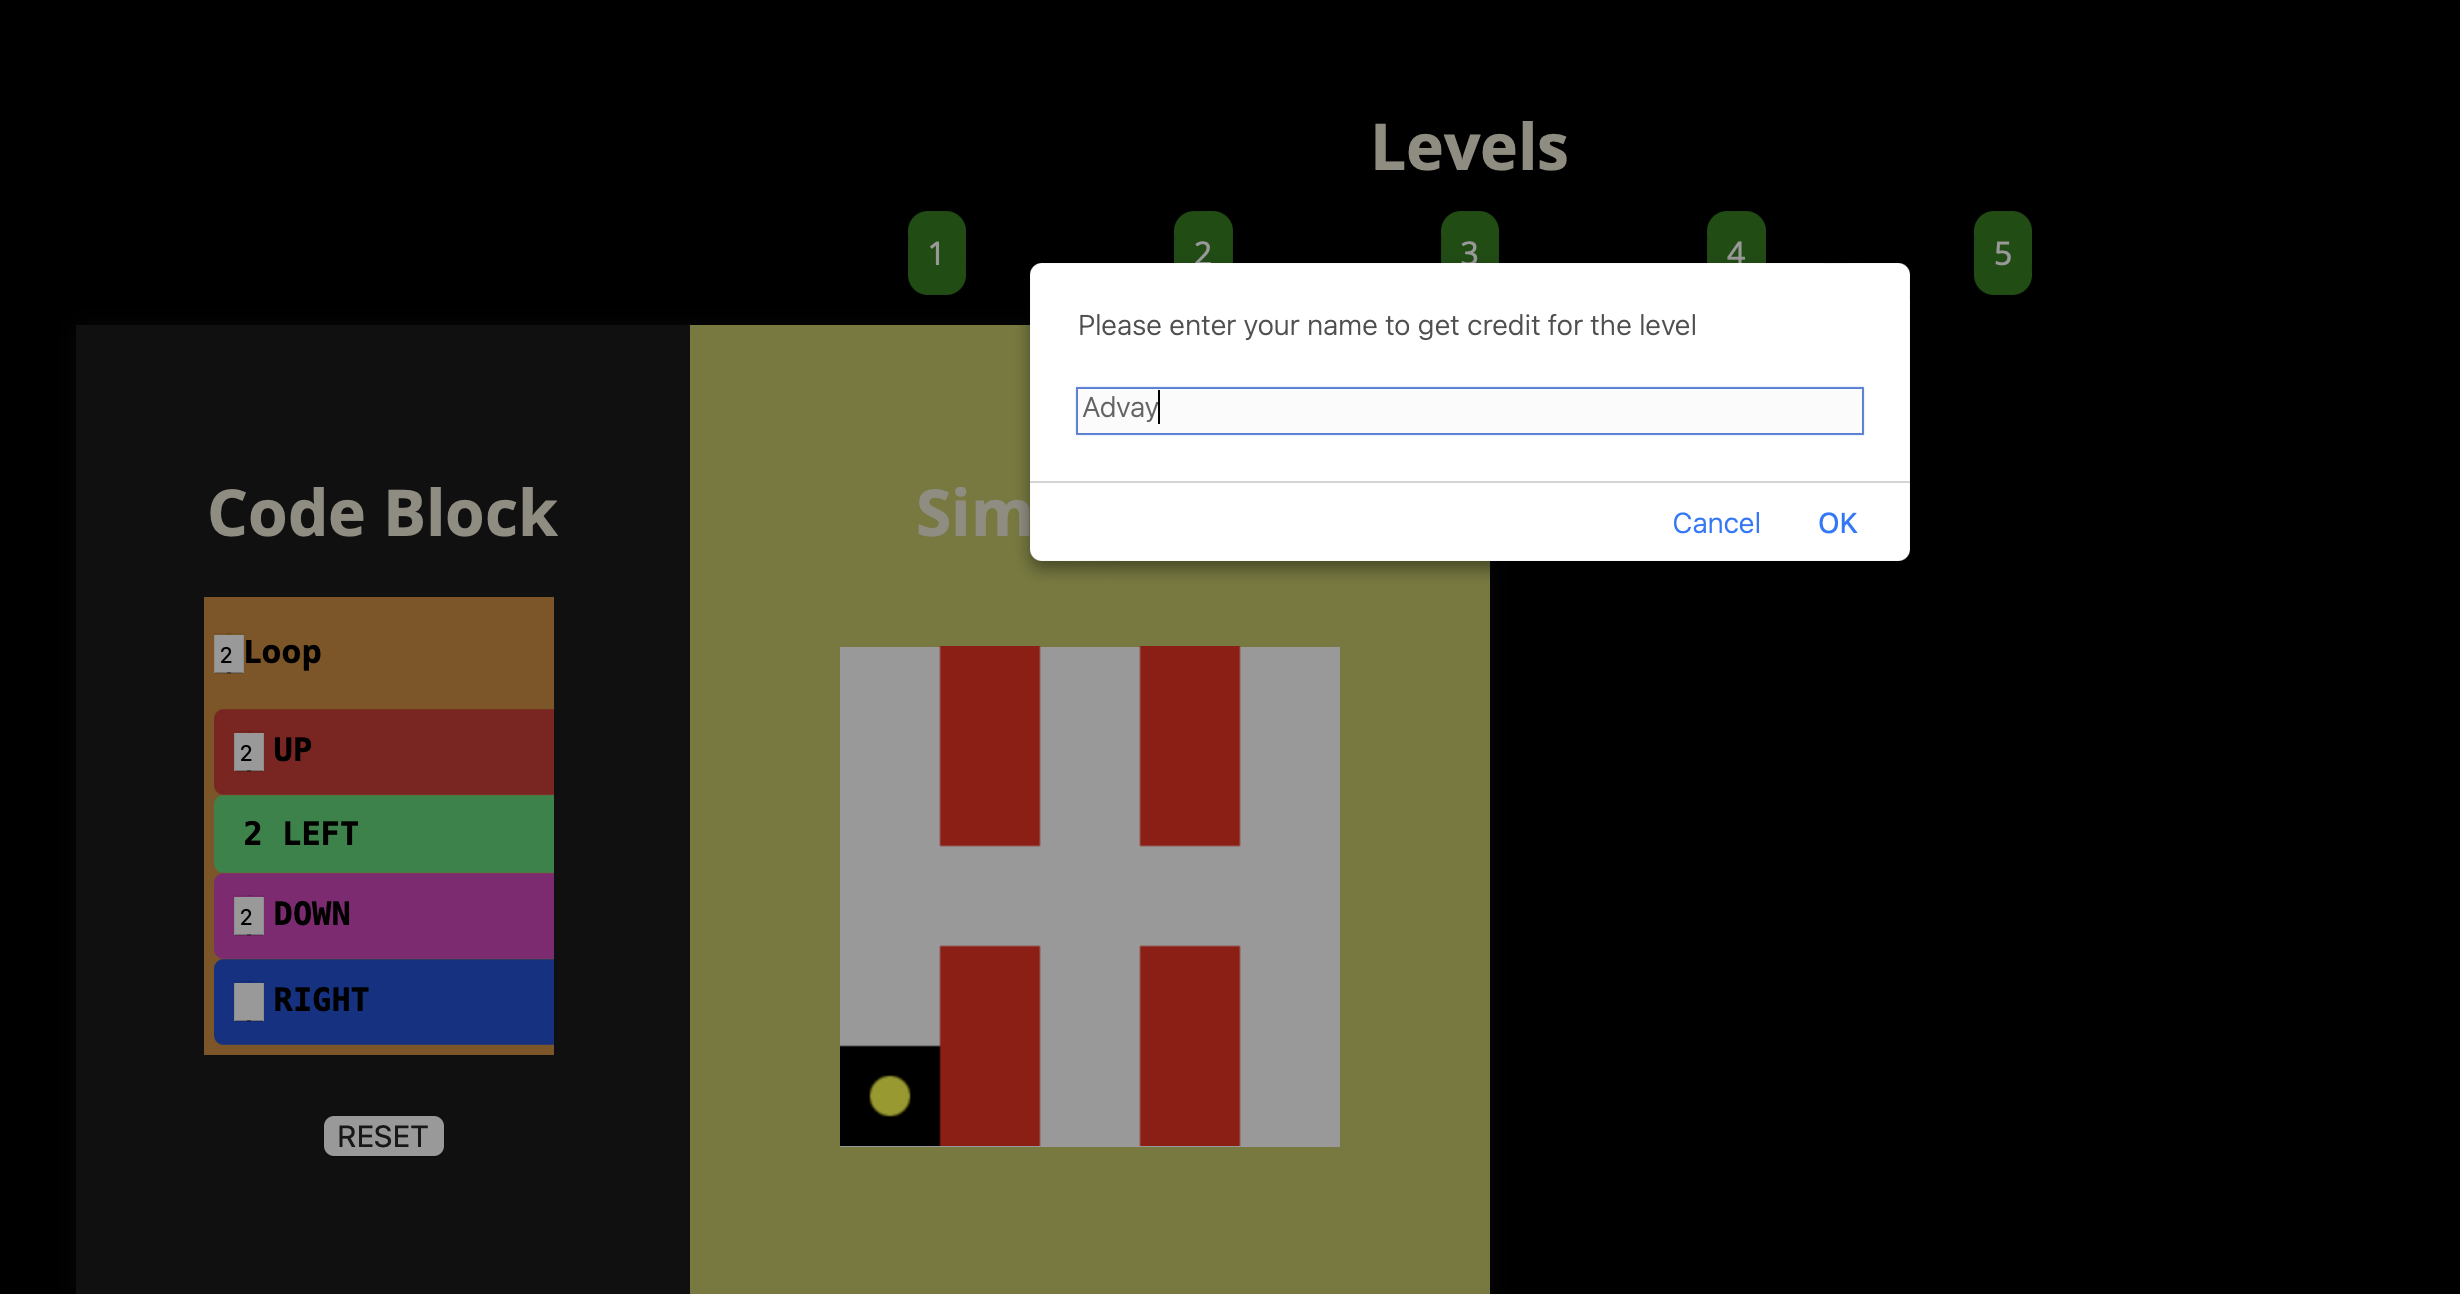 Levels
1 2 3 4 5
Please enter your name to get credit for the level
Advay
Cancel OK
Code Block
Sim
2 Loop
2 UP
2 LEFT
2 DOWN
RIGHT
RESET